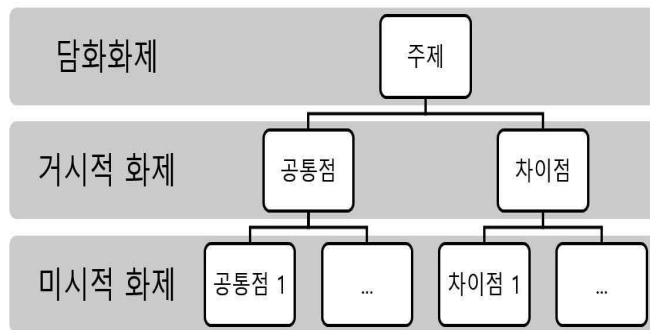 담화화제
주제
거시적 화제
공통점
차이점
미시적 화제
공통점 1
...
차이점 1
...